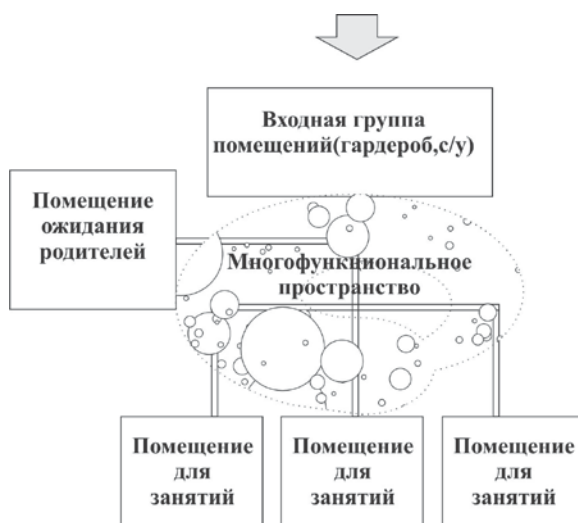 Входная группа
помещений(гардероб,с/у)
Помещение
ожидания
родителей
Многофункциональное
пространство
Помещение
для
занятий
Помещение
для
занятий
Помещение
для
занятий